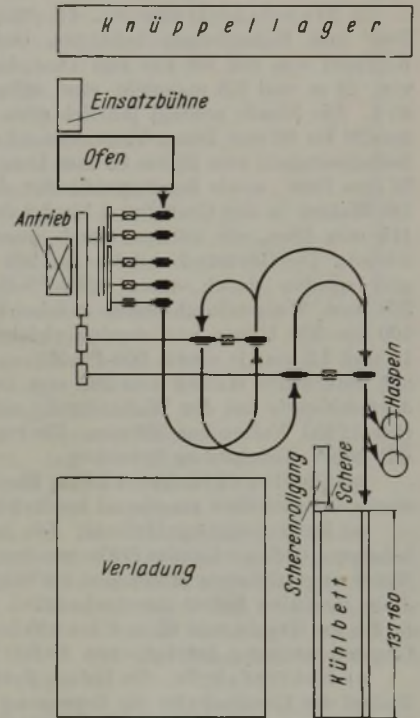 Knüppellager
Einsatzbühne
Ofen
Antrieb
Haspeln
Scherenrollgang
Schere
Verladung
Kühlbett
137160